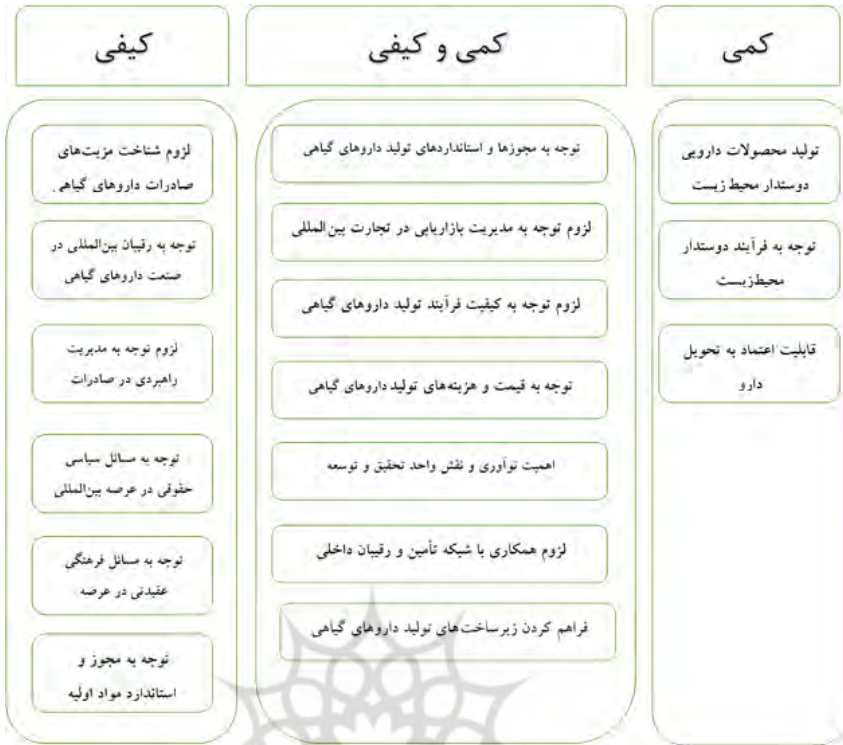 کمی
تولید محصولات دارویی
دوستدار محیط زیست
توجه به فرآیند دوستدار
محیط‌زیست
قابلیت اعتماد به تحویل
دارو
کمی و کیفی
توجه به مجوزها و استانداردهای تولید داروهای گیاهی
لزوم توجه به مدیریت بازاریابی در تجارت بین‌المللی
لزوم توجه به کیفیت فرآیند تولید داروهای گیاهی
توجه به قیمت و هزینه‌های تولید داروهای گیاهی
اهمیت نوآوری و نقش واحد تحقیق و توسعه
لزوم همکاری با شبکه تأمین و رقیبان داخلی
فراهم کردن زیرساخت‌های تولید داروهای گیاهی
کیفی
لزوم شناخت مزیت‌های
صادرات داروهای گیاهی
توجه به رقیبان بین‌المللی در
صنعت داروهای گیاهی
لزوم توجه به مدیریت
راهبردی در صادرات
توجه به مسائل سیاسی
حقوقی در عرصه بین‌المللی
توجه به مسائل فرهنگی
عقیدتی در عرصه
توجه به مجوز و
استاندارد مواد اولیه